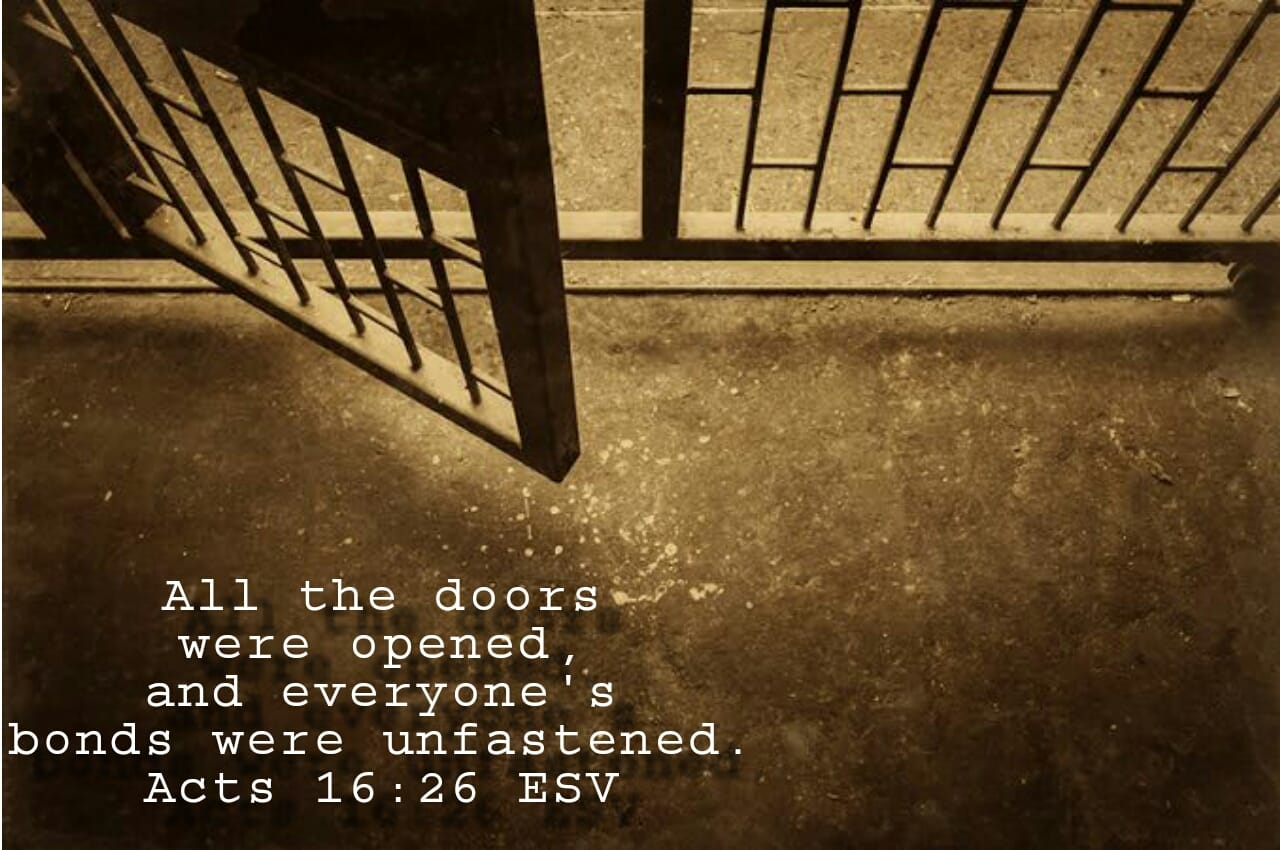 All the doors
were opened,
and everyone's
bonds were unfastened.
Acts 16:26 ESV